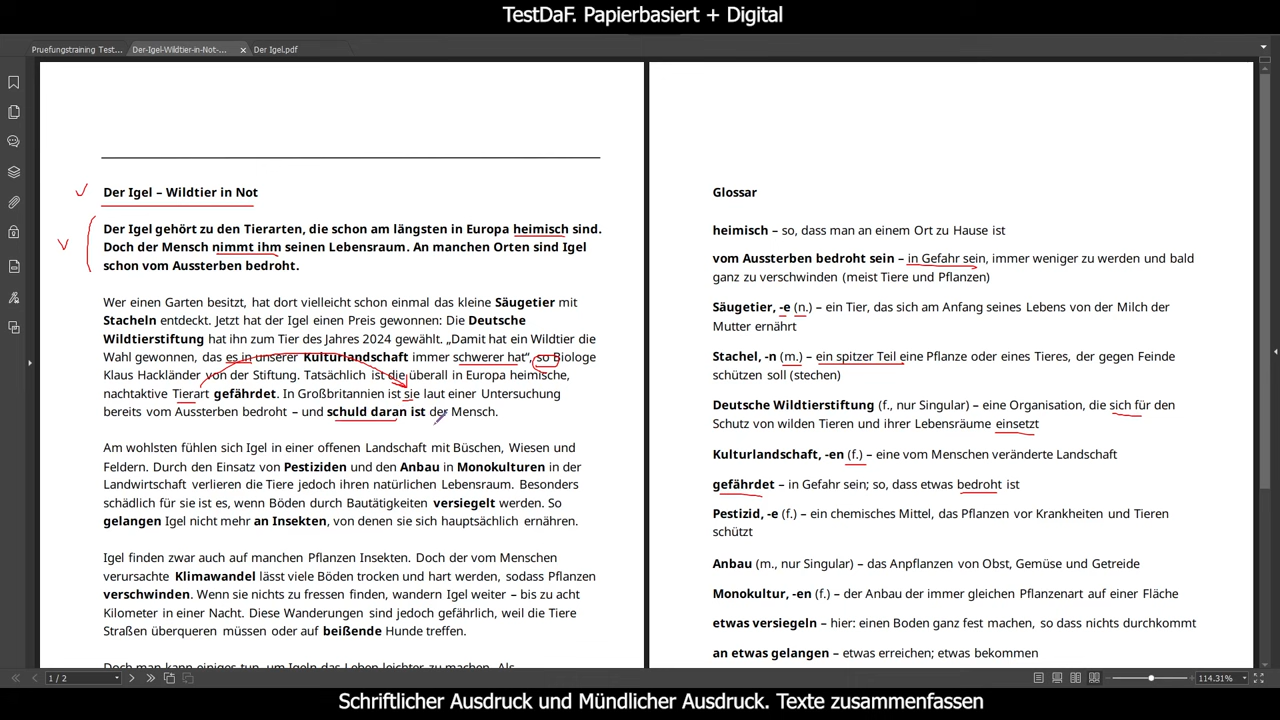 TestDaF. Papierbasiert + Digital
Pruefungstraining Test...
Der-Igel-Wildtier-in-Not-...
Der Igel.pdf
Der Igel – Wildtier in Not
Der Igel gehört zu den Tierarten, die schon am längsten in Europa heimisch sind.
Doch der Mensch nimmt ihm seinen Lebensraum. An manchen Orten sind Igel
schon vom Aussterben bedroht.
Wer einen Garten besitzt, hat dort vielleicht schon einmal das kleine Säugetier mit
Stacheln entdeckt. Jetzt hat der Igel einen Preis gewonnen: Die Deutsche
Wildtierstiftung hat ihn zum Tier des Jahres 2024 gewählt. „Damit hat ein Wildtier die
Wahl gewonnen, das es in unserer Kulturlandschaft immer schwerer hat“, so Biologe
Klaus Hackländer von der Stiftung. Tatsächlich ist die überall in Europa heimische,
nachtaktive Tierart gefährdet. In Großbritannien ist sie laut einer Untersuchung
bereits vom Aussterben bedroht – und schuld daran ist der Mensch.
Am wohlsten fühlen sich Igel in einer offenen Landschaft mit Büschen, Wiesen und
Feldern. Durch den Einsatz von Pestiziden und den Anbau in Monokulturen in der
Landwirtschaft verlieren die Tiere jedoch ihren natürlichen Lebensraum. Besonders
schädlich für sie ist es, wenn Böden durch Bautätigkeiten versiegelt werden. So
gelangen Igel nicht mehr an Insekten, von denen sie sich hauptsächlich ernähren.
Igel finden zwar auch auf manchen Pflanzen Insekten. Doch der vom Menschen
verursachte Klimawandel lässt viele Böden trocken und hart werden, sodass Pflanzen
verschwinden. Wenn sie nichts zu fressen finden, wandern Igel weiter – bis zu acht
Kilometer in einer Nacht. Diese Wanderungen sind jedoch gefährlich, weil die Tiere
Straßen überqueren müssen oder auf beißende Hunde treffen.
Doch man kann einiges tun, um Igeln das Leben leichter zu machen. Als
Glossar
heimisch – so, dass man an einem Ort zu Hause ist
vom Aussterben bedroht sein – in Gefahr sein, immer weniger zu werden und bald
ganz zu verschwinden (meist Tiere und Pflanzen)
Säugetier, -e (n.) – ein Tier, das sich am Anfang seines Lebens von der Milch der
Mutter ernährt
Stachel, -n (m.) – ein spitzer Teil eine Pflanze oder eines Tieres, der gegen Feinde
schützen soll (stechen)
Deutsche Wildtierstiftung (f., nur Singular) – eine Organisation, die sich für den
Schutz von wilden Tieren und ihrer Lebensräume einsetzt
Kulturlandschaft, -en (f.) – eine vom Menschen veränderte Landschaft
gefährdet – in Gefahr sein; so, dass etwas bedroht ist
Pestizid, -e (f.) – ein chemisches Mittel, das Pflanzen vor Krankheiten und Tieren
schützt
Anbau (m., nur Singular) – das Anpflanzen von Obst, Gemüse und Getreide
Monokultur, -en (f.) – der Anbau der immer gleichen Pflanzenart auf einer Fläche
etwas versiegeln – hier: einen Boden ganz fest machen, so dass nichts durchkommt
an etwas gelangen – etwas erreichen; etwas bekommen
1 / 2
114.31%
Schriftlicher Ausdruck und Mündlicher Ausdruck. Texte zusammenfassen